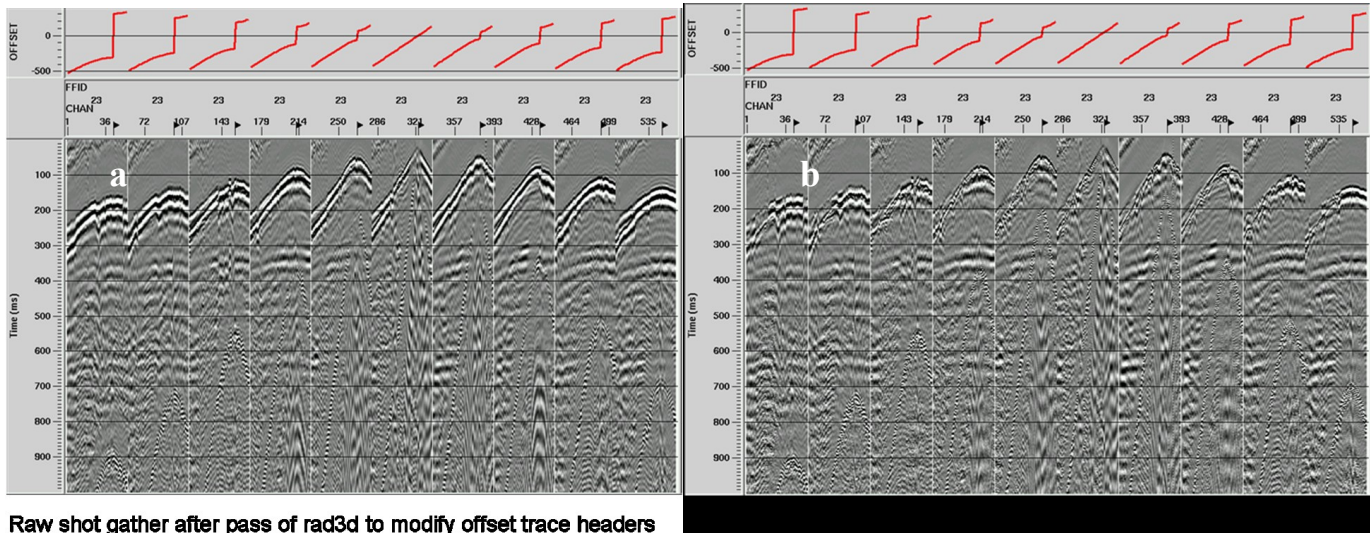 OFFSET
0
-500
FFID
23 23 23 23 23 23 23 23 23 23
CHAN
1 36 72 107 143 179 214 250 286 321 357 393 428 464 499 535
a
Time (ms)
100
200
300
400
500
600
700
800
900
Raw shot gather after pass of rad3d to modify offset trace headers
OFFSET
0
-500
FFID
23 23 23 23 23 23 23 23 23 23
CHAN
1 36 72 107 143 179 214 250 286 321 357 393 428 464 499 535
b
Time (ms)
100
200
300
400
500
600
700
800
900